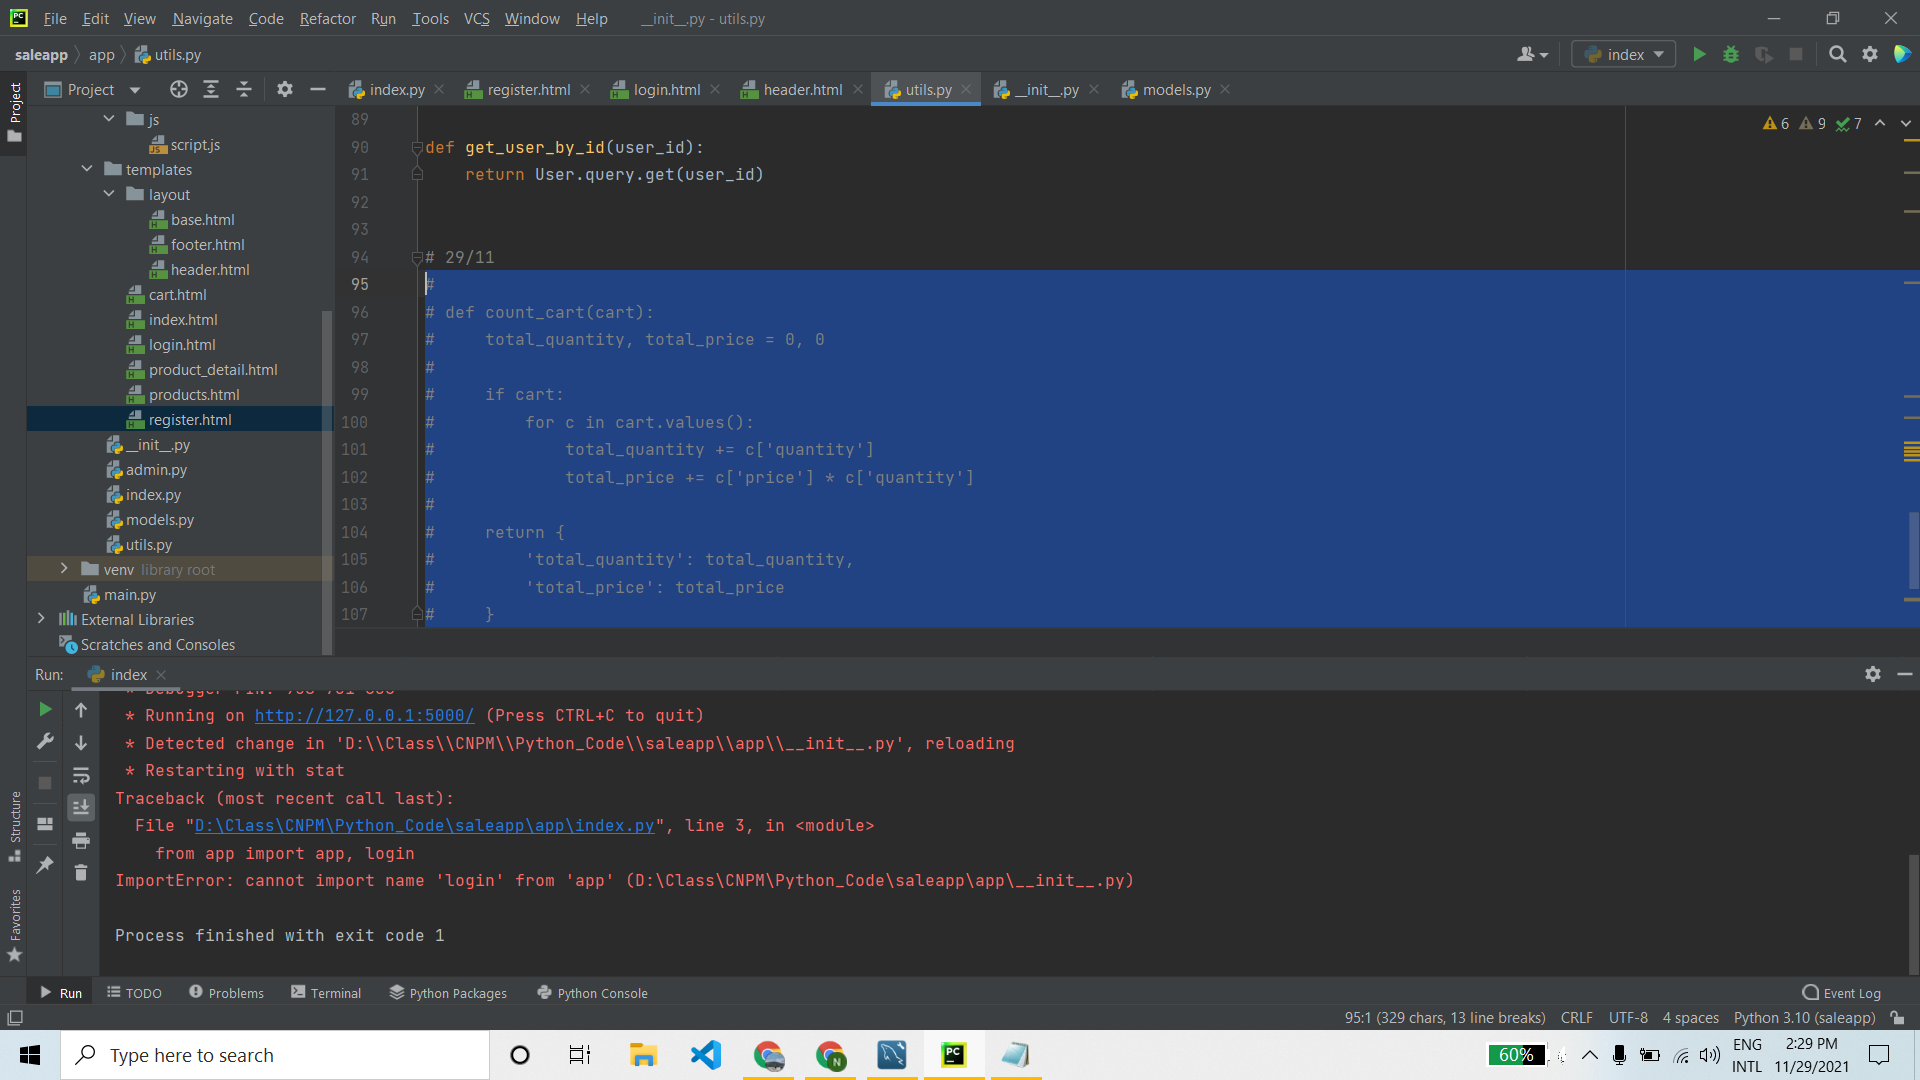 File Edit View Navigate Code Refactor Run Tools VCS Window Help __init__.py - utils.py
saleapp app utils.py
index
Project
Project
index.py register.html login.html header.html utils.py __init__.py models.py
js
script.js
templates
layout
base.html
footer.html
header.html
cart.html
index.html
login.html
product_detail.html
products.html
register.html
__init__.py
admin.py
index.py
models.py
utils.py
venv library root
main.py
External Libraries
Scratches and Consoles
6 9 7
89
90 def get_user_by_id(user_id):
91     return User.query.get(user_id)
92
93
94 # 29/11
95 #
96 # def count_cart(cart):
97 #     total_quantity, total_price = 0, 0
98 #
99 #     if cart:
100 #         for c in cart.values():
101 #             total_quantity += c['quantity']
102 #             total_price += c['price'] * c['quantity']
103 #
104 #     return {
105 #         'total_quantity': total_quantity,
106 #         'total_price': total_price
107 #     }
Run: index
* Running on http://127.0.0.1:5000/ (Press CTRL+C to quit)
* Detected change in 'D:\\Class\\CNPM\\Python_Code\\saleapp\\app\\__init__.py', reloading
* Restarting with stat
Traceback (most recent call last):
  File "D:\Class\CNPM\Python_Code\saleapp\app\index.py", line 3, in <module>
    from app import app, login
ImportError: cannot import name 'login' from 'app' (D:\Class\CNPM\Python_Code\saleapp\app\__init__.py)
Process finished with exit code 1
Structure
Favorites
Run TODO Problems Terminal Python Packages Python Console Event Log
95:1 (329 chars, 13 line breaks) CRLF UTF-8 4 spaces Python 3.10 (saleapp)
Type here to search
60%
ENG
INTL
2:29 PM
11/29/2021